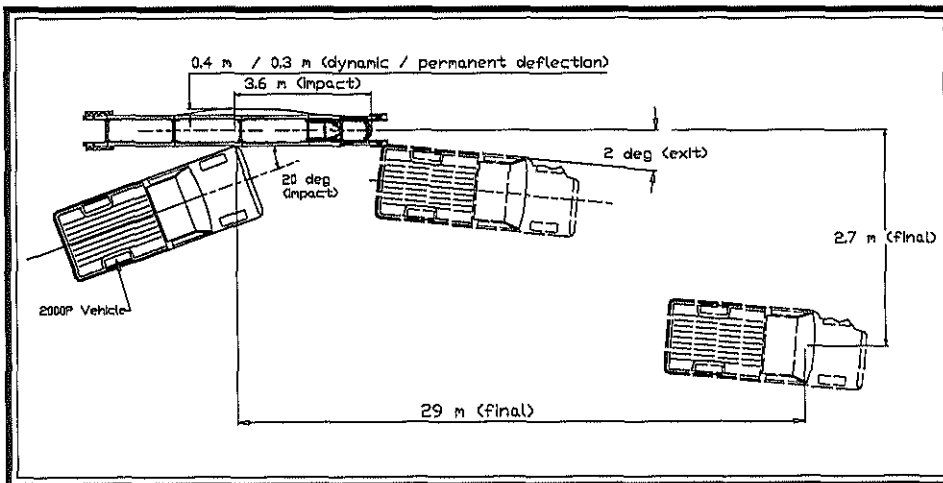 0.4 m / 0.3 m (dynamic / permanent deflection)
3.6 m (impact)
2 deg (exit)
20 deg
(impact)
2.7 m (final)
2000P Vehicle
29 m (final)